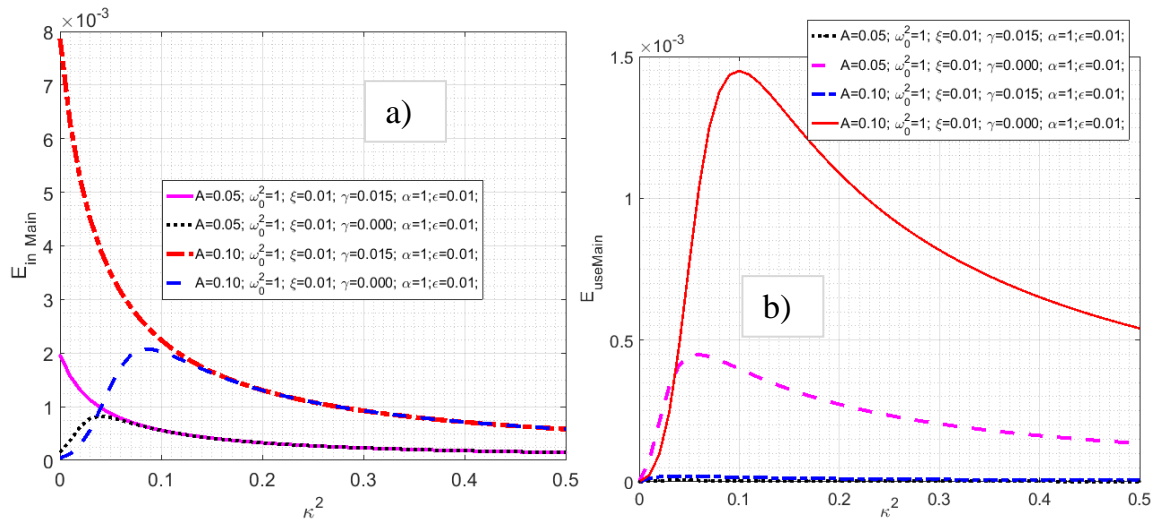 ×10⁻³
8
7
6
5
4
3
2
1
0
E_in Main
a)
A=0.05; ω₀²=1; ξ=0.01; γ=0.015; α=1;ϵ=0.01;
A=0.05; ω₀²=1; ξ=0.01; γ=0.000; α=1;ϵ=0.01;
A=0.10; ω₀²=1; ξ=0.01; γ=0.015; α=1;ϵ=0.01;
A=0.10; ω₀²=1; ξ=0.01; γ=0.000; α=1;ϵ=0.01;
0 0.1 0.2 0.3 0.4 0.5
κ²
×10⁻³
A=0.05; ω₀²=1; ξ=0.01; γ=0.015; α=1;ϵ=0.01;
A=0.05; ω₀²=1; ξ=0.01; γ=0.000; α=1;ϵ=0.01;
A=0.10; ω₀²=1; ξ=0.01; γ=0.015; α=1;ϵ=0.01;
A=0.10; ω₀²=1; ξ=0.01; γ=0.000; α=1;ϵ=0.01;
1.5
1
0.5
0
E_useMain
b)
0 0.1 0.2 0.3 0.4 0.5
κ²